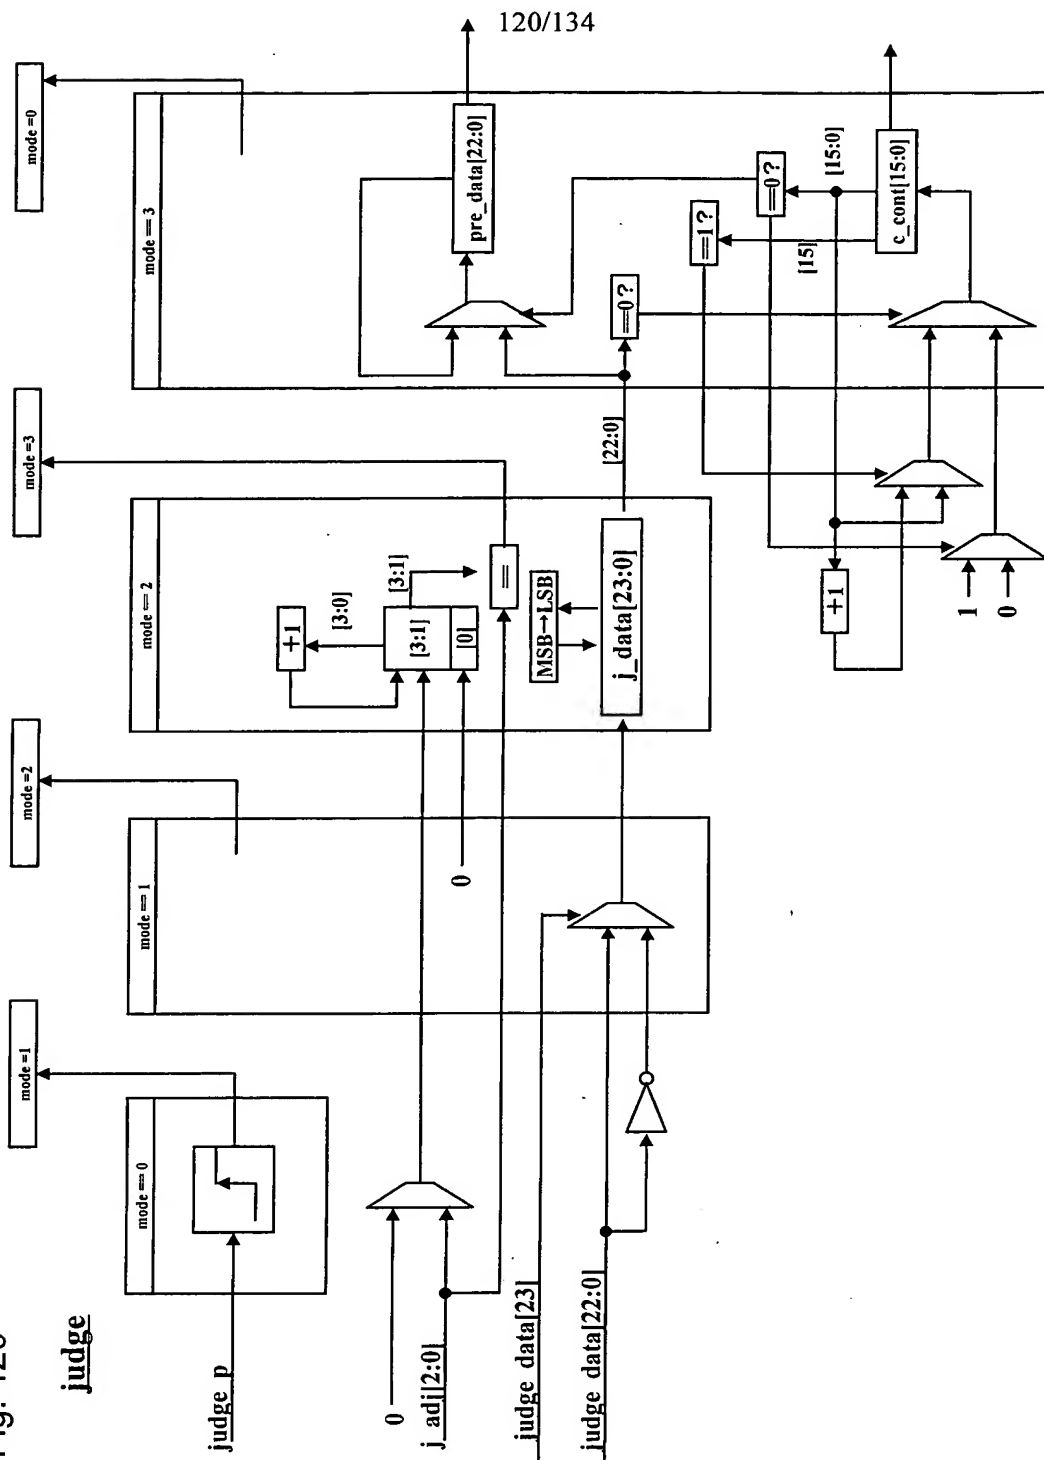 120/134
Fig. 120
judge
mode =1
mode =2
mode =3
mode =0
mode == 0
mode == 1
mode == 2
mode == 3
judge_p
0
j_adj[2:0]
judge_data[23]
judge_data[22:0]
0
+1
[3:0]
[3:1]
[3:1]
[0]
=
MSB→LSB
j_data[23:0]
[22:0]
pre_data[22:0]
==0?
==1?
==0?
[15]
[15:0]
c_cont[15:0]
+1
1
0